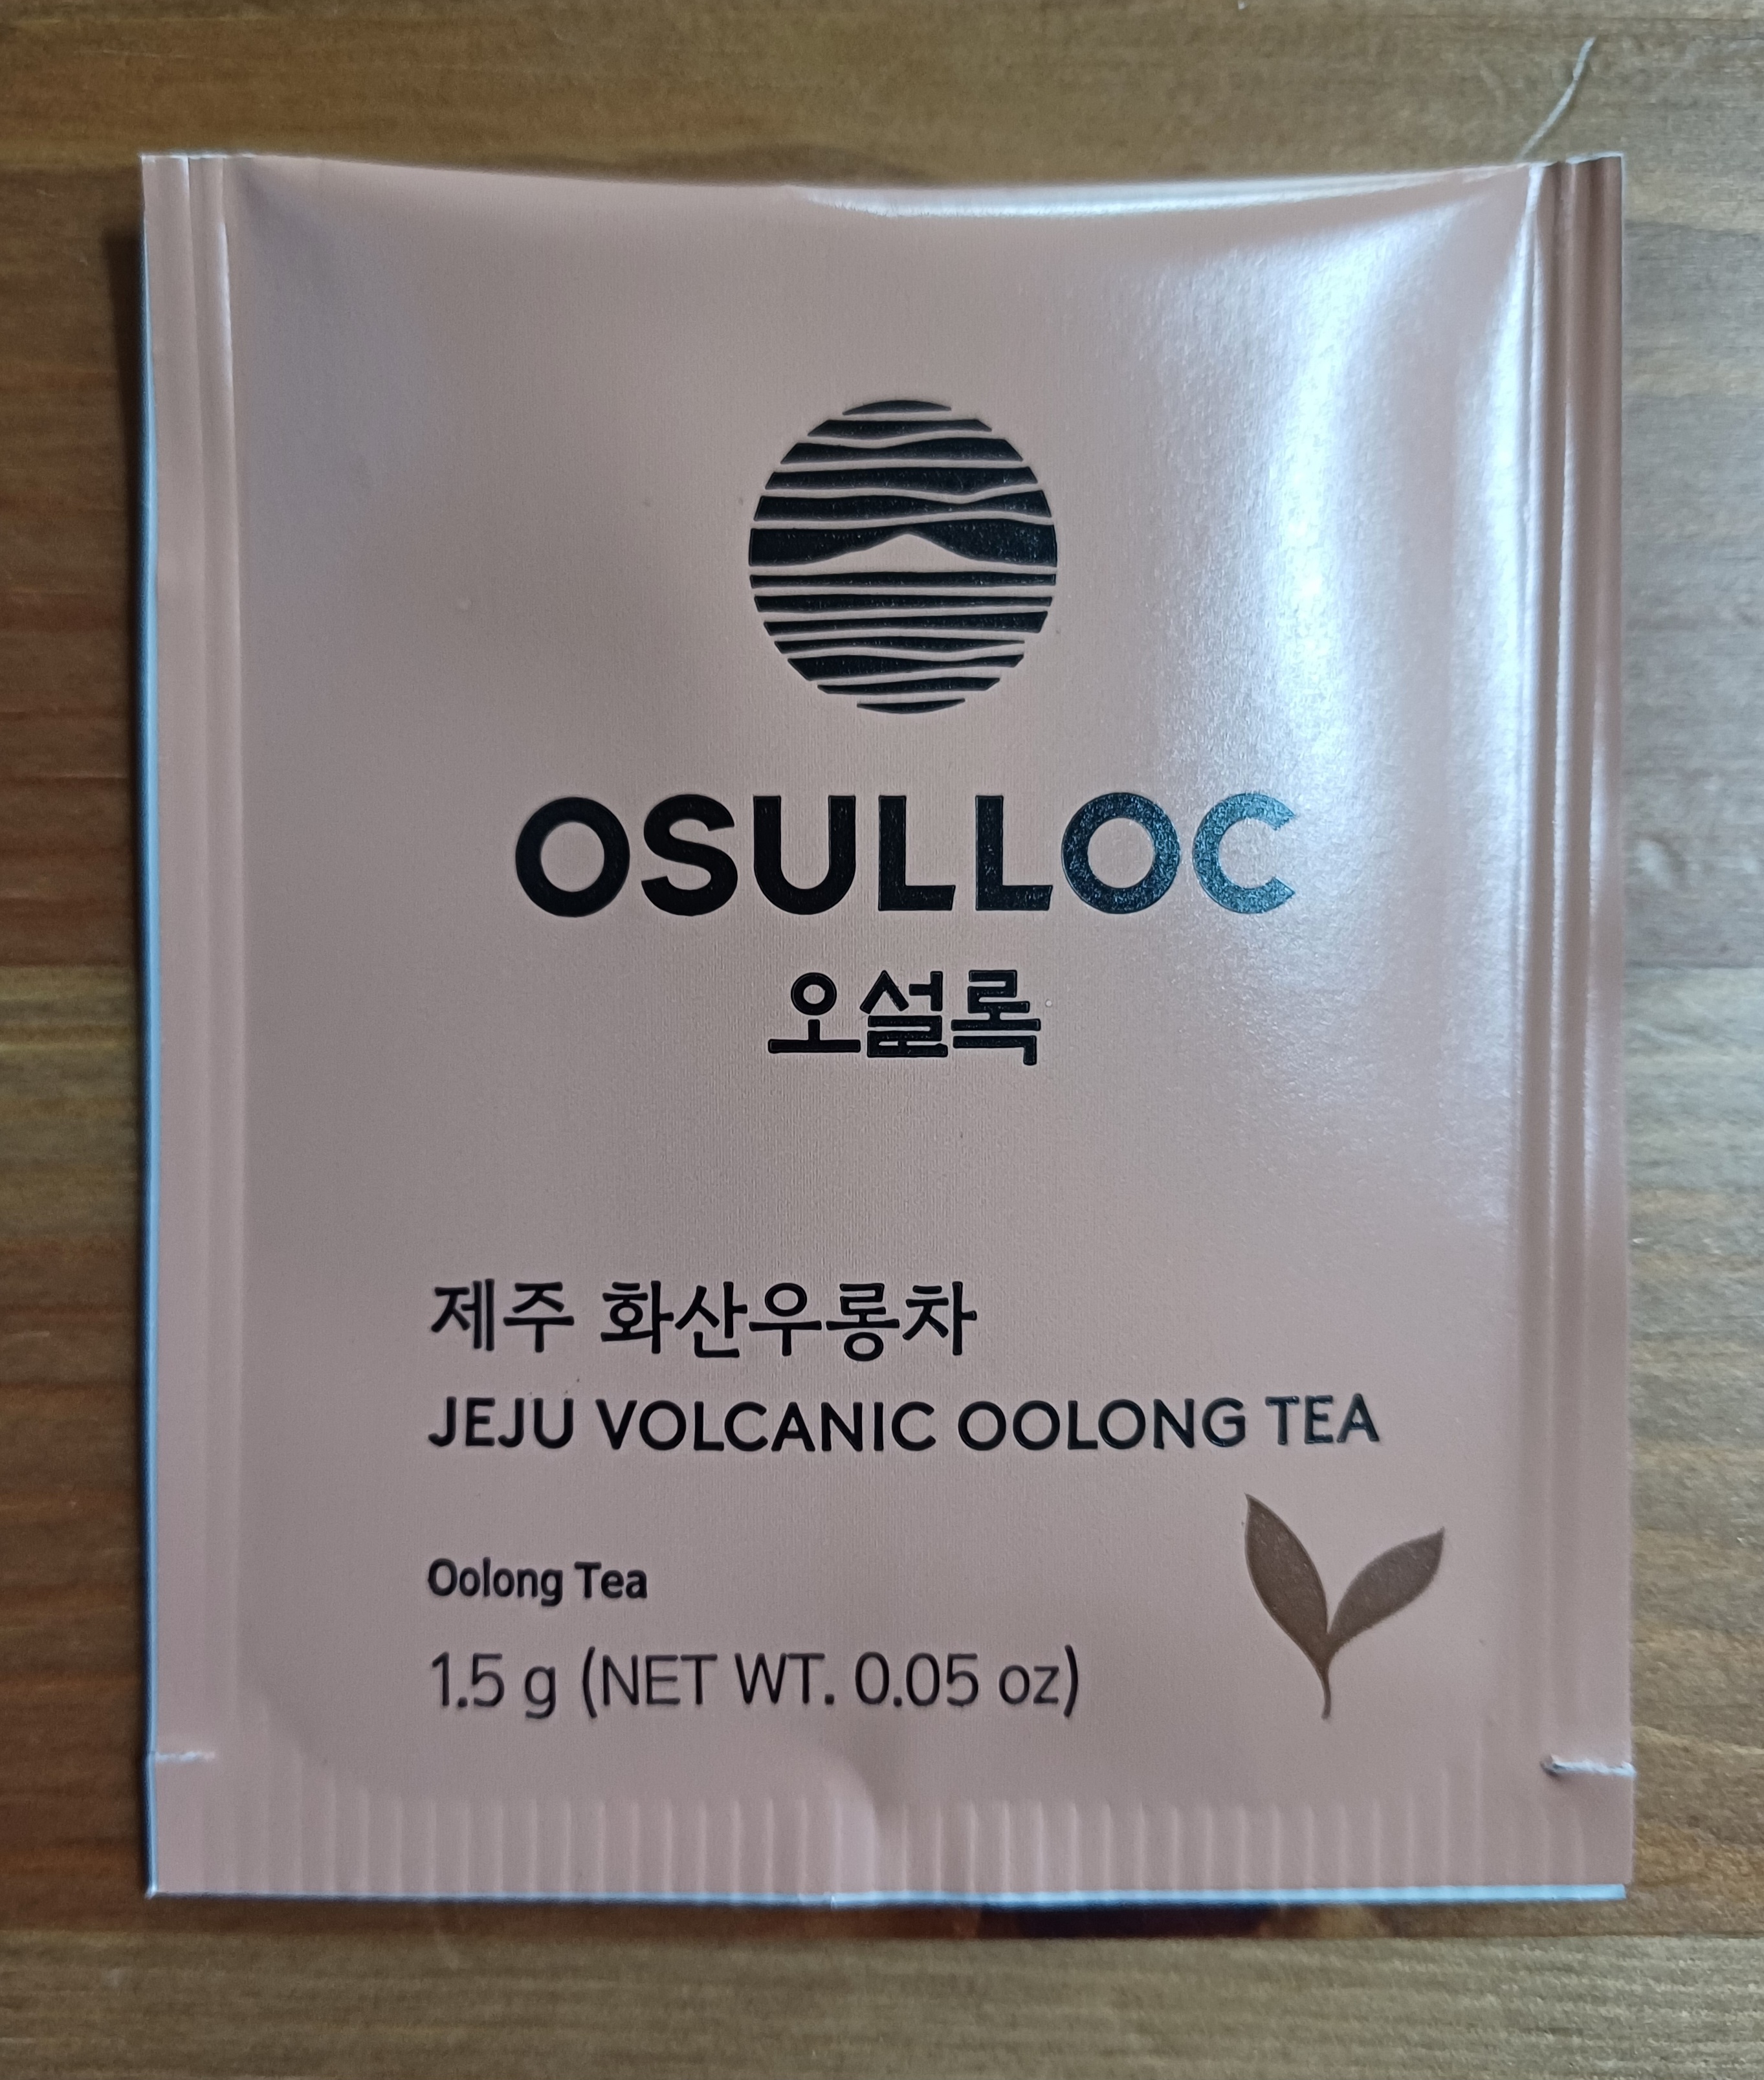 OSULLOC
오설록
제주 화산우롱차
JEJU VOLCANIC OOLONG TEA
Oolong Tea
1.5 g (NET WT. 0.05 oz)